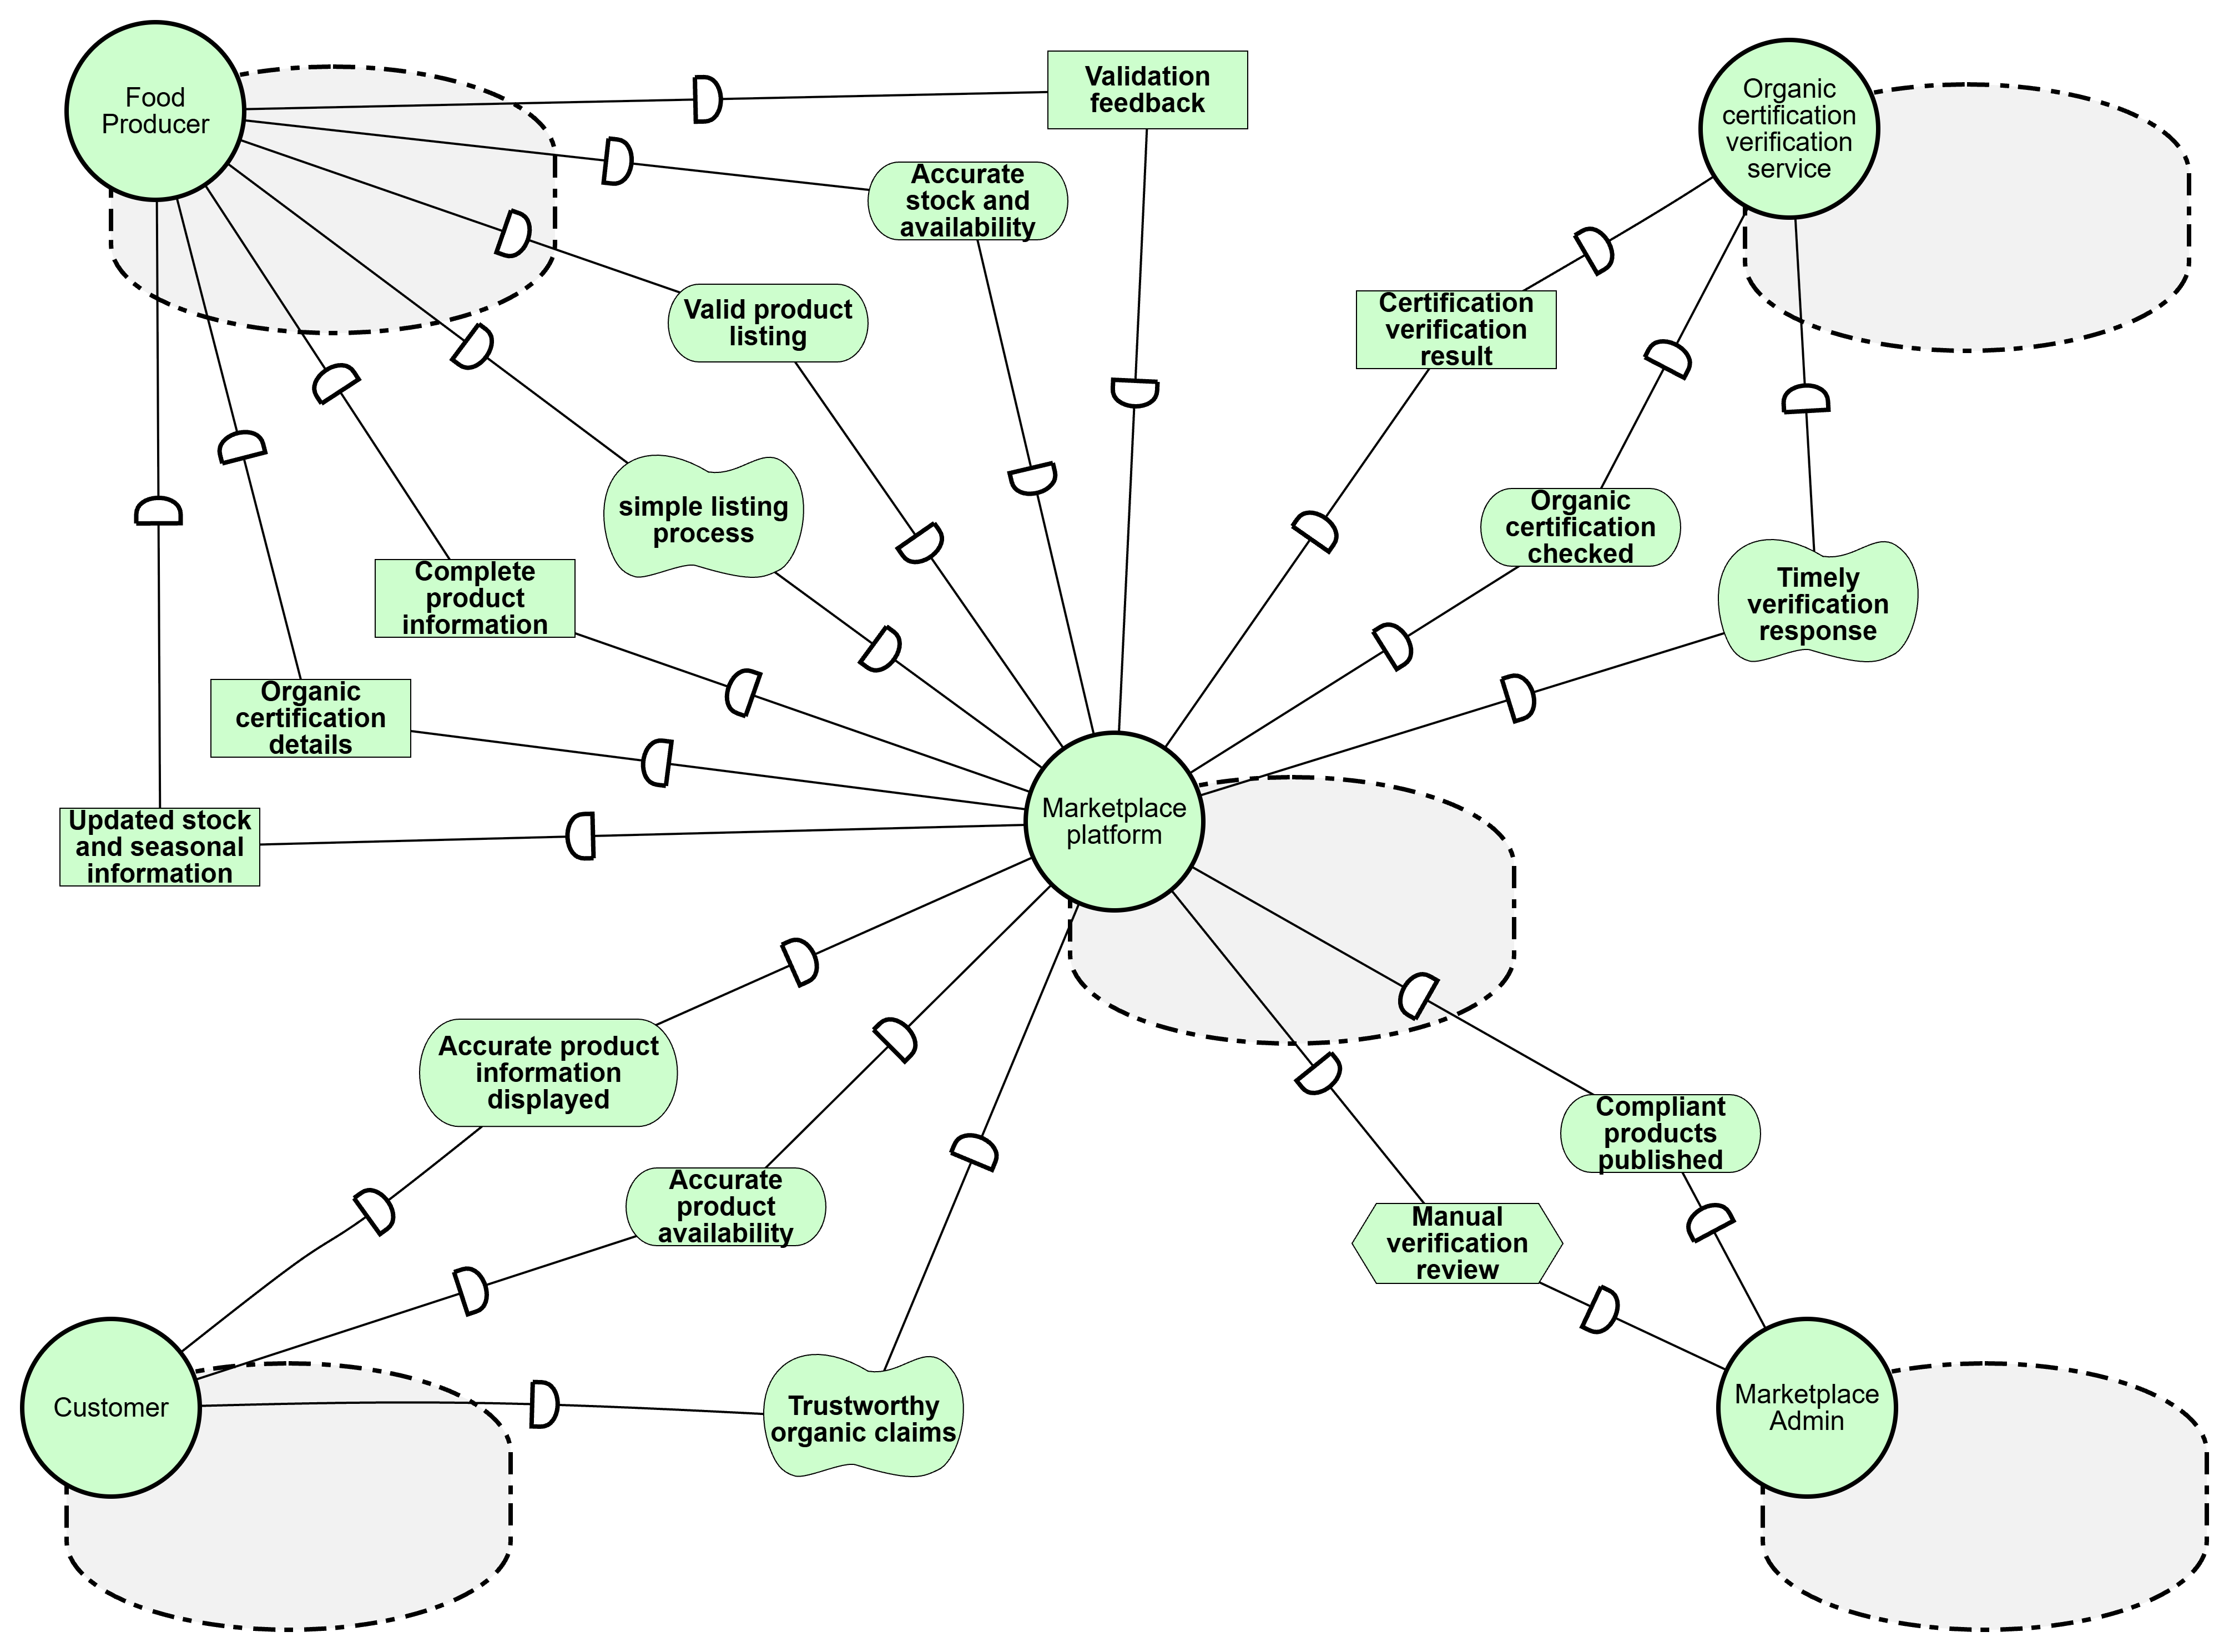 Food
Producer
Validation
feedback
Organic
certification
verification
service
Accurate
stock and
availability
Valid product
listing
Certification
verification
result
simple listing
process
Organic
certification
checked
Complete
product
information
Timely
verification
response
Organic
certification
details
Updated stock
and seasonal
information
Marketplace
platform
Accurate product
information
displayed
Compliant
products
published
Accurate
product
availability
Manual
verification
review
Customer
Trustworthy
organic claims
Marketplace
Admin